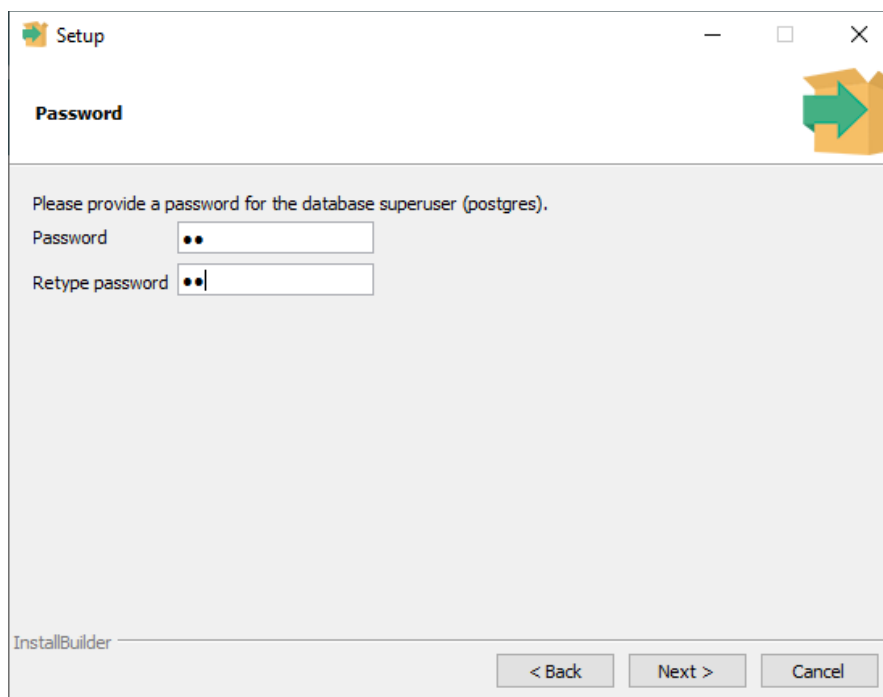 Setup
Password
Please provide a password for the database superuser (postgres).
Password ••
Retype password ••
InstallBuilder
< Back Next > Cancel